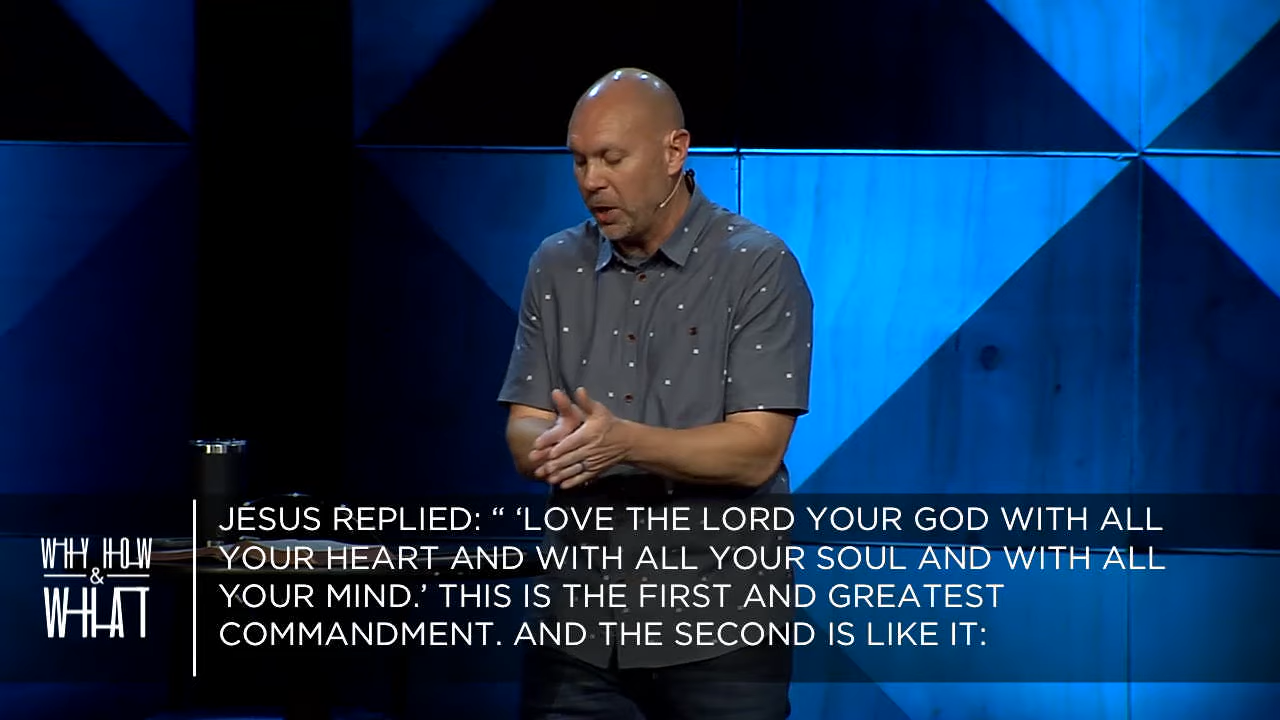 WHY, HOW
&
WHAT
JESUS REPLIED: “ ‘LOVE THE LORD YOUR GOD WITH ALL
YOUR HEART AND WITH ALL YOUR SOUL AND WITH ALL
YOUR MIND.’ THIS IS THE FIRST AND GREATEST
COMMANDMENT. AND THE SECOND IS LIKE IT: